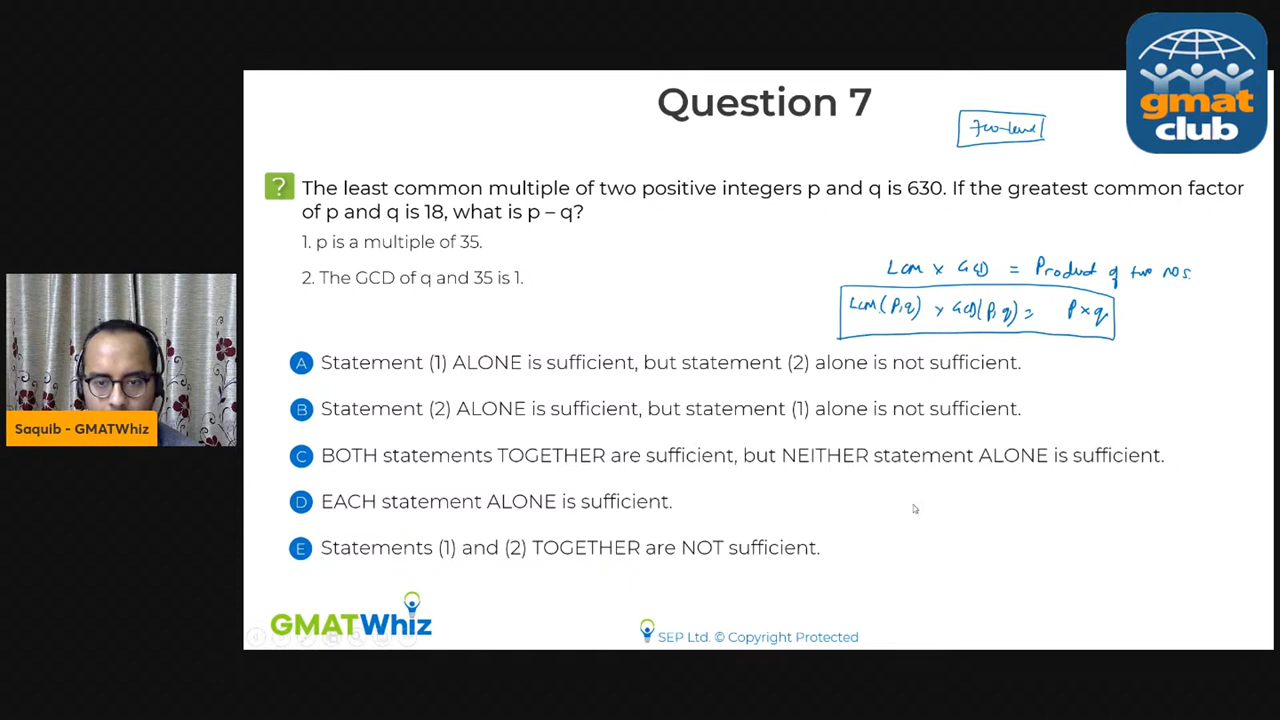 gmat
club
Question 7
700-level
? The least common multiple of two positive integers p and q is 630. If the greatest common factor
of p and q is 18, what is p – q?
1. p is a multiple of 35.
2. The GCD of q and 35 is 1.
LCM × GCD = Product of two nos.
LCM(P,q) × GCD(P,q) = P×q
A Statement (1) ALONE is sufficient, but statement (2) alone is not sufficient.
B Statement (2) ALONE is sufficient, but statement (1) alone is not sufficient.
C BOTH statements TOGETHER are sufficient, but NEITHER statement ALONE is sufficient.
D EACH statement ALONE is sufficient.
E Statements (1) and (2) TOGETHER are NOT sufficient.
Saquib - GMATWhiz
GMATWhiz
SEP Ltd. © Copyright Protected